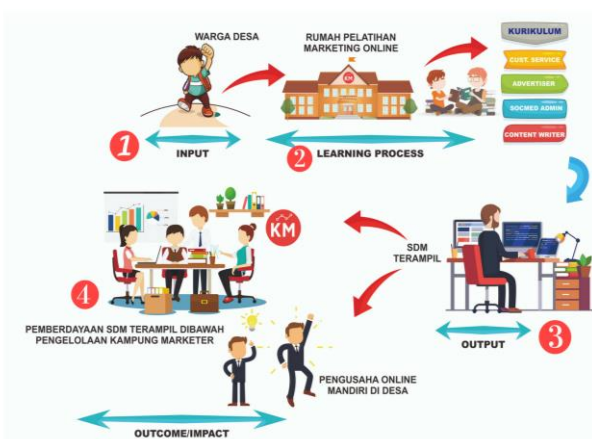 WARGA DESA
RUMAH PELATIHAN
MARKETING ONLINE
KM
KURIKULUM
CUST. SERVICE
ADVERTISER
SOCMED ADMIN
CONTENT WRITER
1
INPUT
2
LEARNING PROCESS
KM
SDM
TERAMPIL
4
PEMBERDAYAAN SDM TERAMPIL DIBAWAH
PENGELOLAAN KAMPUNG MARKETER
OUTPUT
3
PENGUSAHA ONLINE
MANDIRI DI DESA
OUTCOME/IMPACT